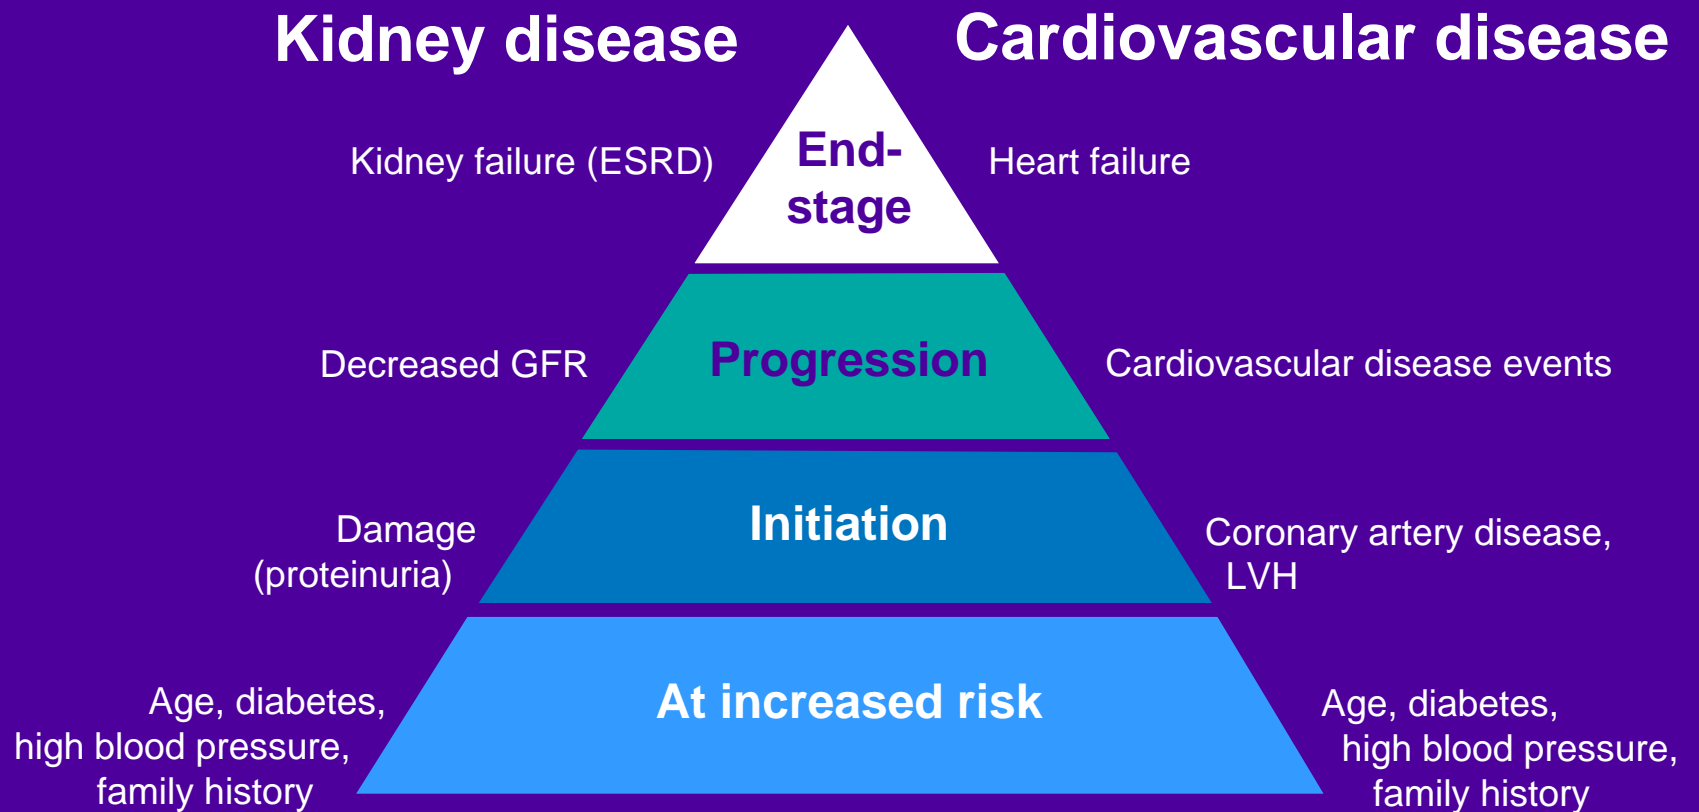 Kidney disease
Cardiovascular disease
Kidney failure (ESRD)
End-
stage
Heart failure
Decreased GFR
Progression
Cardiovascular disease events
Damage
(proteinuria)
Initiation
Coronary artery disease,
LVH
Age, diabetes,
high blood pressure,
family history
At increased risk
Age, diabetes,
high blood pressure,
family history